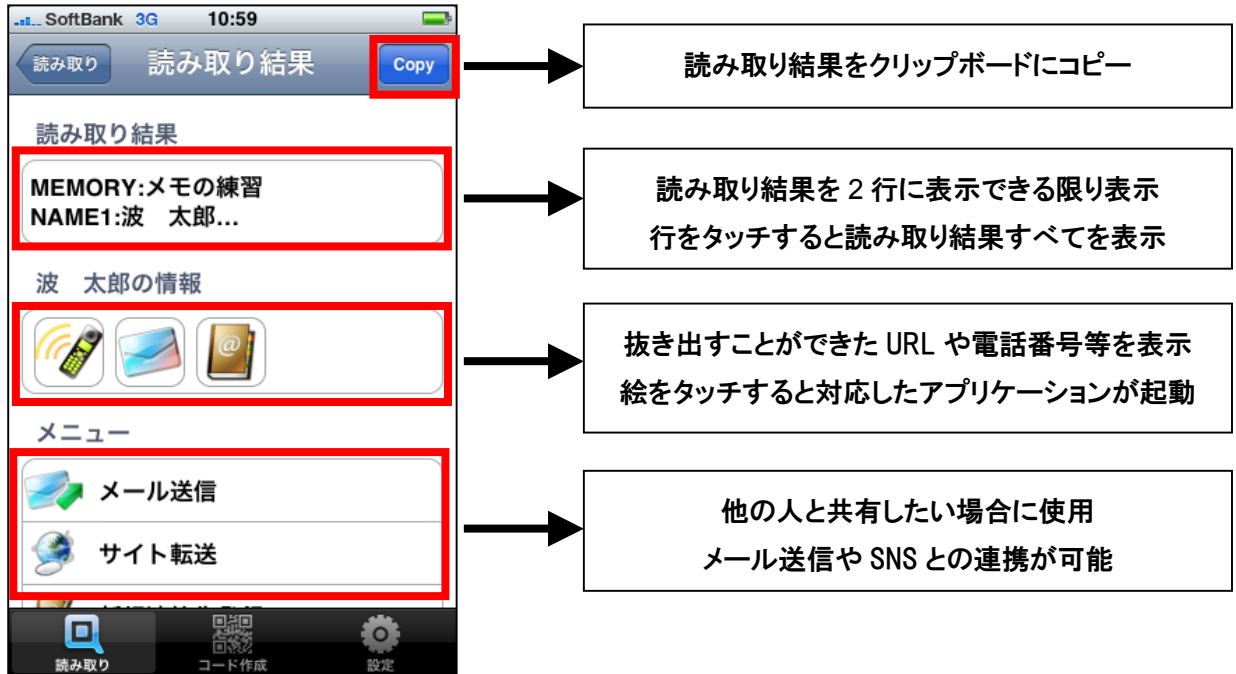 SoftBank 3G 10:59
読み取り 読み取り結果 Copy
読み取り結果をクリップボードにコピー
読み取り結果
MEMORY:メモの練習
NAME1:波　太郎...
読み取り結果を2行に表示できる限り表示
行をタッチすると読み取り結果すべてを表示
波　太郎の情報
@
抜き出すことができた URL や電話番号等を表示
絵をタッチすると対応したアプリケーションが起動
メニュー
メール送信
サイト転送
他の人と共有したい場合に使用
メール送信や SNS との連携が可能
読み取り コード作成 設定